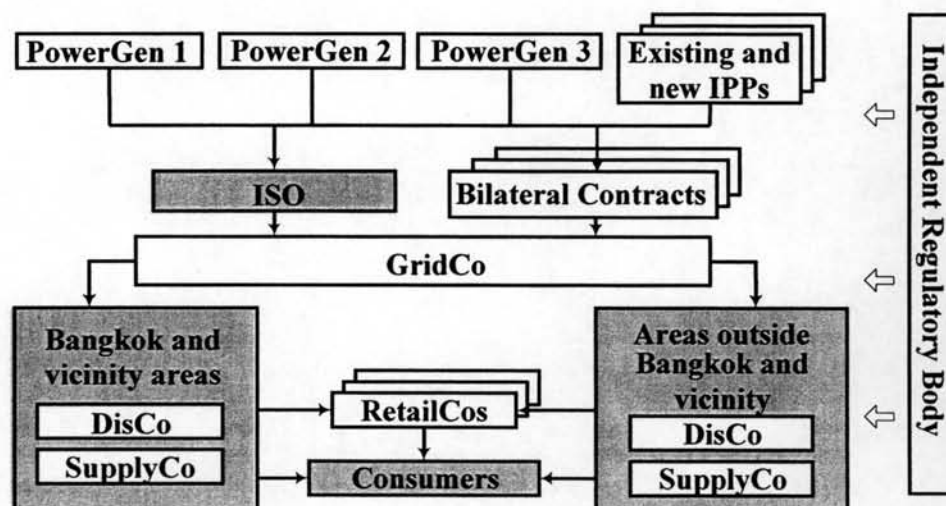 PowerGen 1
PowerGen 2
PowerGen 3
Existing and
new IPPs
ISO
Bilateral Contracts
GridCo
Bangkok and
vicinity areas
DisCo
SupplyCo
RetailCos
Consumers
Areas outside
Bangkok and
vicinity
DisCo
SupplyCo
Independent Regulatory Body